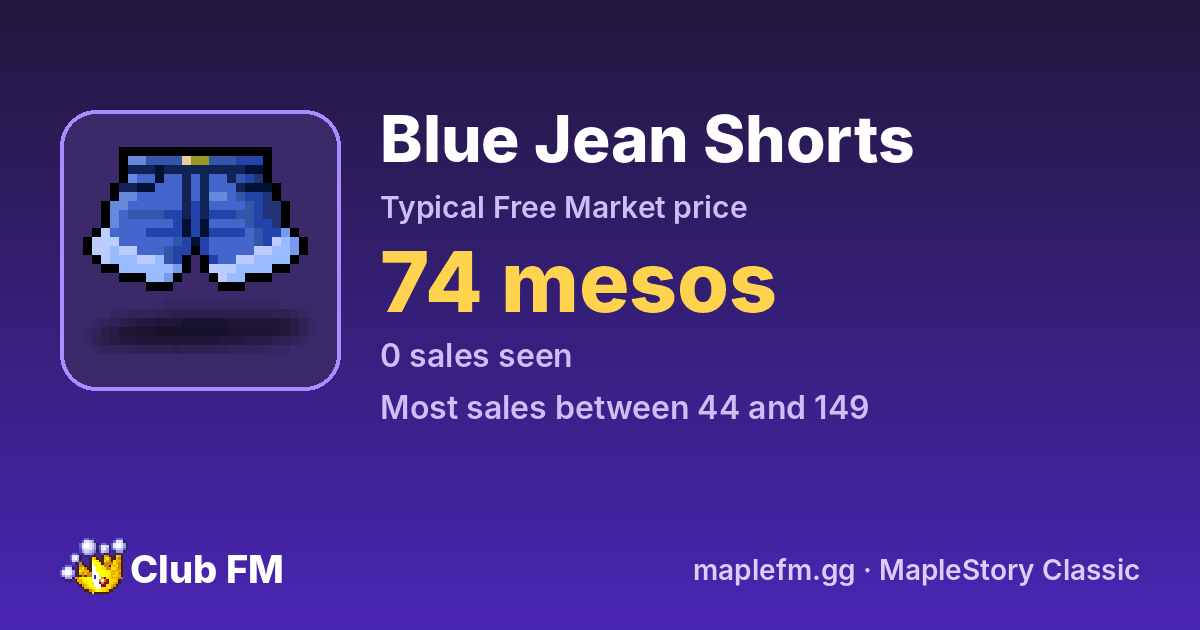 Blue Jean Shorts
Typical Free Market price
74 mesos
0 sales seen
Most sales between 44 and 149
Club FM
maplefm.gg · MapleStory Classic